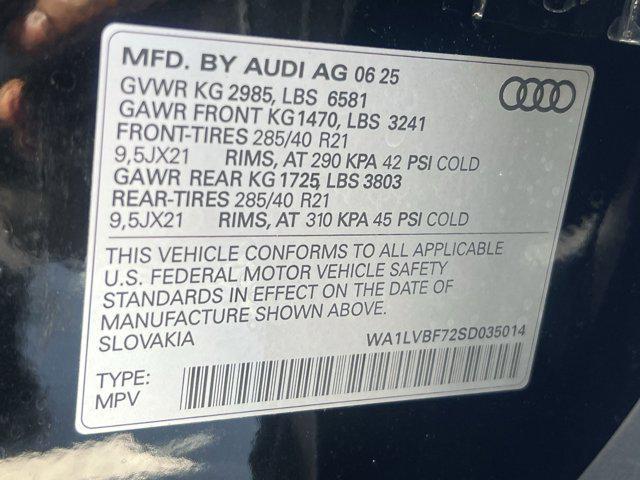 MFD. BY AUDI AG 06 25
GVWR KG 2985, LBS 6581
GAWR FRONT KG1470, LBS 3241
FRONT-TIRES 285/40 R21
9,5JX21 RIMS, AT 290 KPA 42 PSI COLD
GAWR REAR KG 1725, LBS 3803
REAR-TIRES 285/40 R21
9,5JX21 RIMS, AT 310 KPA 45 PSI COLD
THIS VEHICLE CONFORMS TO ALL APPLICABLE
U.S. FEDERAL MOTOR VEHICLE SAFETY
STANDARDS IN EFFECT ON THE DATE OF
MANUFACTURE SHOWN ABOVE.
SLOVAKIA
WA1LVBF72SD035014
TYPE:
MPV